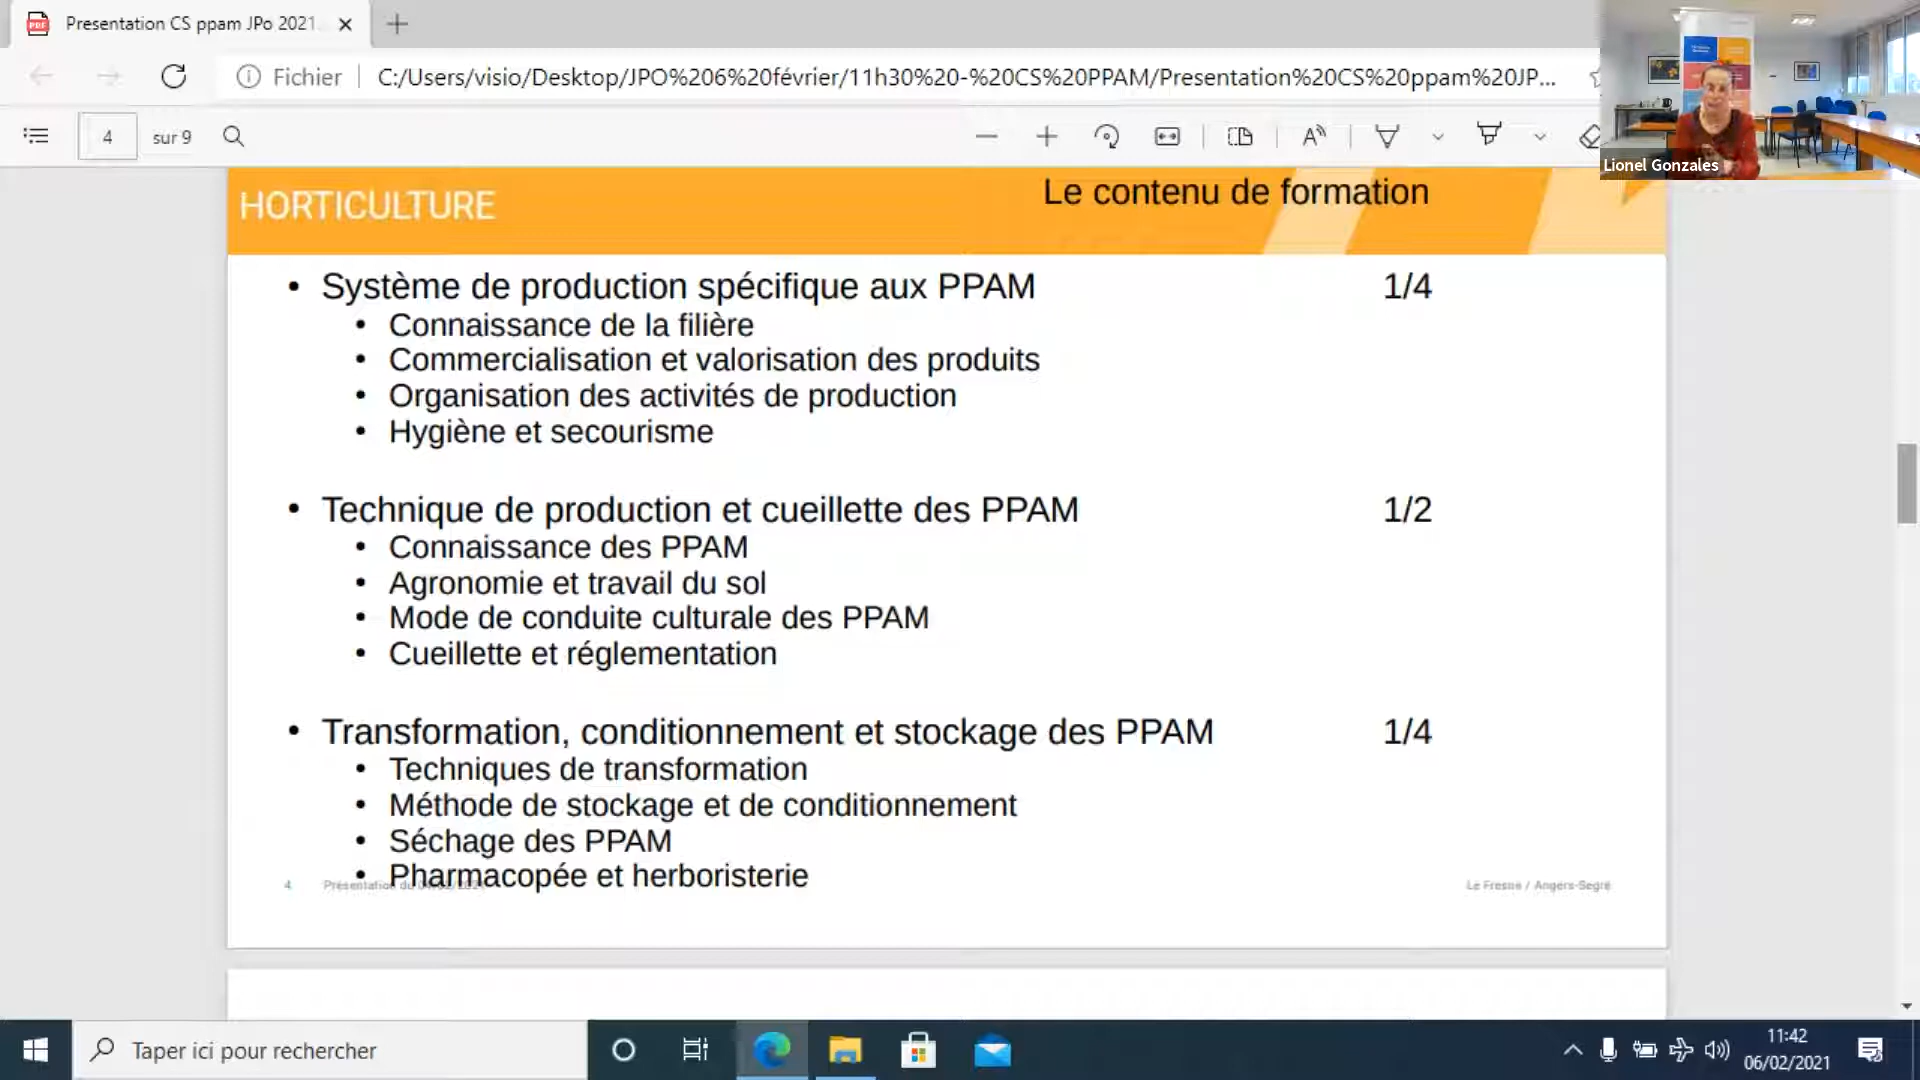 Presentation CS ppam JPo 2021
Fichier
C:/Users/visio/Desktop/JPO%206%20février/11h30%20-%20CS%20PPAM/Presentation%20CS%20ppam%20JP...
4 sur 9
Lionel Gonzales
HORTICULTURE
Le contenu de formation
• Système de production spécifique aux PPAM 1/4
• Connaissance de la filière
• Commercialisation et valorisation des produits
• Organisation des activités de production
• Hygiène et secourisme
• Technique de production et cueillette des PPAM 1/2
• Connaissance des PPAM
• Agronomie et travail du sol
• Mode de conduite culturale des PPAM
• Cueillette et réglementation
• Transformation, conditionnement et stockage des PPAM 1/4
• Techniques de transformation
• Méthode de stockage et de conditionnement
• Séchage des PPAM
• Pharmacopée et herboristerie
4 Présentation du
Le Fresne / Angers-Segré
Taper ici pour rechercher
11:42
06/02/2021